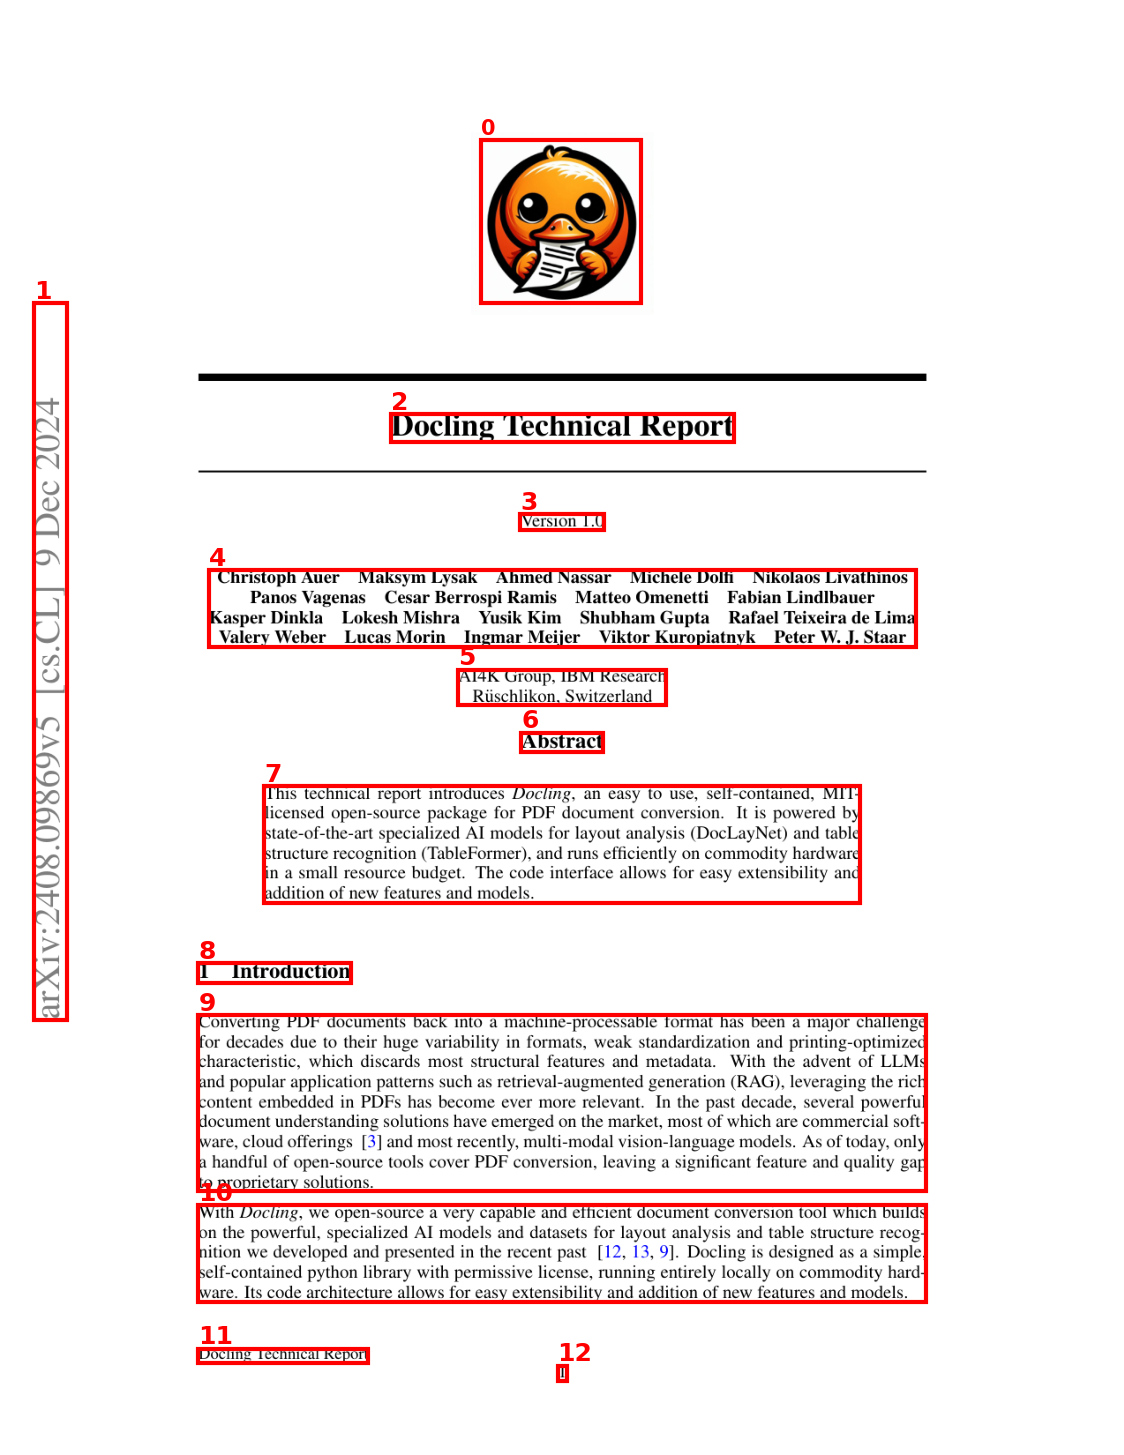 0
1
arXiv:2408.09869v5 [cs.CL] 9 Dec 2024
2
Docling Technical Report
3
Version 1.0
4
Christoph Auer Maksym Lysak Ahmed Nassar Michele Dolfi Nikolaos Livathinos
Panos Vagenas Cesar Berrospi Ramis Matteo Omenetti Fabian Lindlbauer
Kasper Dinkla Lokesh Mishra Yusik Kim Shubham Gupta Rafael Teixeira de Lima
Valery Weber Lucas Morin Ingmar Meijer Viktor Kuropiatnyk Peter W. J. Staar
5
AI4K Group, IBM Research
Rüschlikon, Switzerland
6
Abstract
7
This technical report introduces Docling, an easy to use, self-contained, MIT-
licensed open-source package for PDF document conversion. It is powered by
state-of-the-art specialized AI models for layout analysis (DocLayNet) and table
structure recognition (TableFormer), and runs efficiently on commodity hardware
in a small resource budget. The code interface allows for easy extensibility and
addition of new features and models.
8
1 Introduction
9
Converting PDF documents back into a machine-processable format has been a major challenge
for decades due to their huge variability in formats, weak standardization and printing-optimized
characteristic, which discards most structural features and metadata. With the advent of LLMs
and popular application patterns such as retrieval-augmented generation (RAG), leveraging the rich
content embedded in PDFs has become ever more relevant. In the past decade, several powerful
document understanding solutions have emerged on the market, most of which are commercial soft-
ware, cloud offerings [3] and most recently, multi-modal vision-language models. As of today, only
a handful of open-source tools cover PDF conversion, leaving a significant feature and quality gap
to proprietary solutions.
10
With Docling, we open-source a very capable and efficient document conversion tool which builds
on the powerful, specialized AI models and datasets for layout analysis and table structure recog-
nition we developed and presented in the recent past [12, 13, 9]. Docling is designed as a simple,
self-contained python library with permissive license, running entirely locally on commodity hard-
ware. Its code architecture allows for easy extensibility and addition of new features and models.
11
Docling Technical Report
12
1